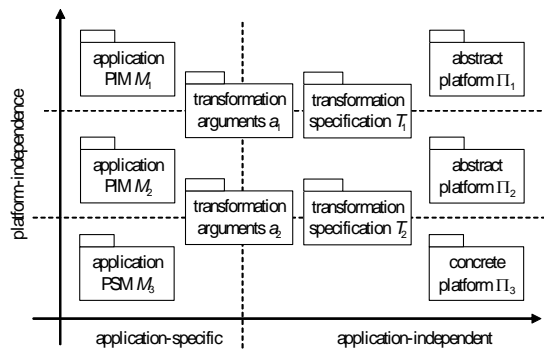 application
PIM M1
abstract
platform Π1
transformation
arguments a1
transformation
specification T1
application
PIM M2
abstract
platform Π2
transformation
arguments a2
transformation
specification T2
application
PSM M3
concrete
platform Π3
platform-independence
application-specific
application-independent